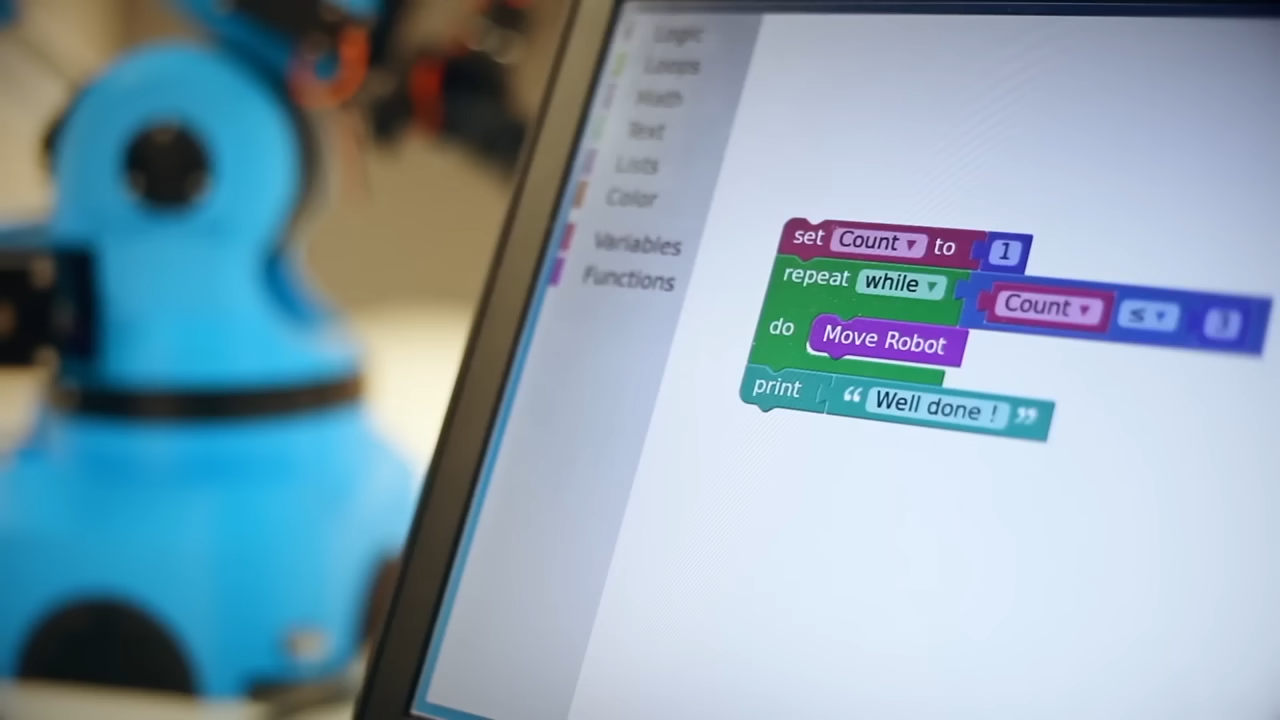 Logic
Loops
Math
Text
Lists
Color
Variables
Functions
set Count to 1
repeat while Count ≤
do Move Robot
print “ Well done ! ”